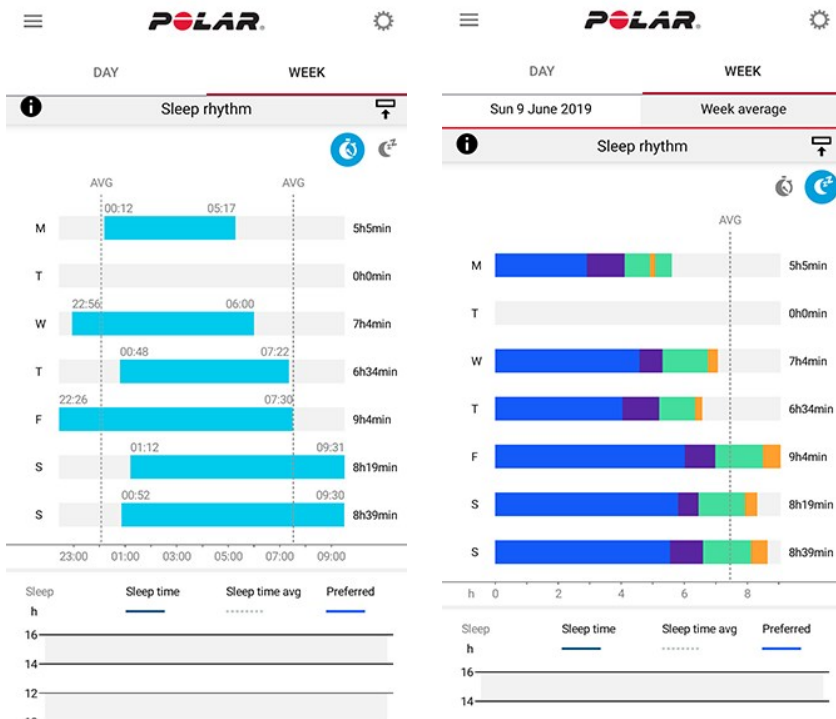 POLAR.
DAY WEEK
Sleep rhythm
AVG AVG
00:12 05:17
M 5h5min
T 0h0min
22:56 06:00
W 7h4min
00:48 07:22
T 6h34min
22:26 07:30
F 9h4min
01:12 09:31
S 8h19min
00:52 09:30
S 8h39min
23:00 01:00 03:00 05:00 07:00 09:00
Sleep Sleep time Sleep time avg Preferred
h
16
14
12
POLAR.
DAY WEEK
Sun 9 June 2019 Week average
Sleep rhythm
AVG
M 5h5min
T 0h0min
W 7h4min
T 6h34min
F 9h4min
S 8h19min
S 8h39min
h 0 2 4 6 8
Sleep Sleep time Sleep time avg Preferred
h
16
14